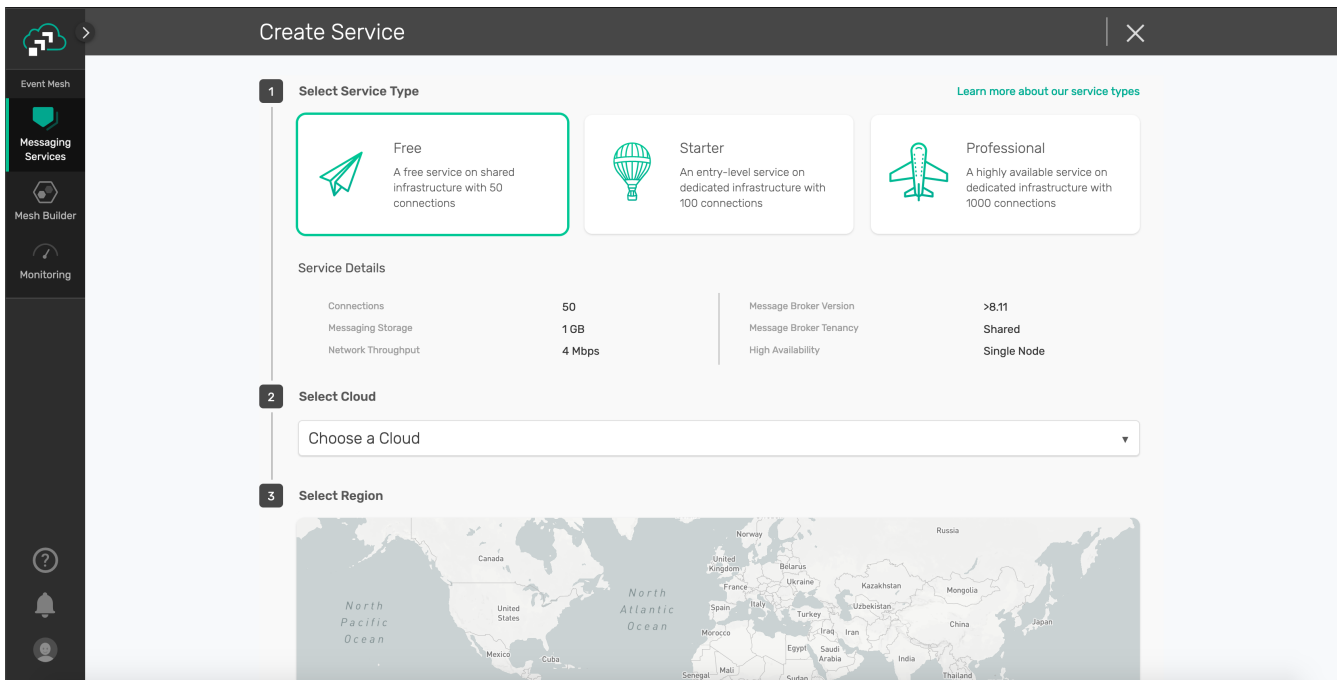 Create Service
Event Mesh
Messaging
Services
Mesh Builder
Monitoring
1
Select Service Type
Learn more about our service types
Free
A free service on shared
infrastructure with 50
connections
Starter
An entry-level service on
dedicated infrastructure with
100 connections
Professional
A highly available service on
dedicated infrastructure with
1000 connections
Service Details
Connections 50
Messaging Storage 1 GB
Network Throughput 4 Mbps
Message Broker Version >8.11
Message Broker Tenancy Shared
High Availability Single Node
2
Select Cloud
Choose a Cloud
3
Select Region
Norway
Russia
Canada
United
Kingdom
Belarus
Ukraine
Kazakhstan
Mongolia
France
North
Atlantic
Ocean
North
Pacific
Ocean
United
States
Spain
Italy
Turkey
Uzbekistan
China
Japan
Morocco
Iraq
Iran
Egypt
Saudi
Arabia
India
Mexico
Cuba
Senegal
Mali
Sudan
Thailand
?